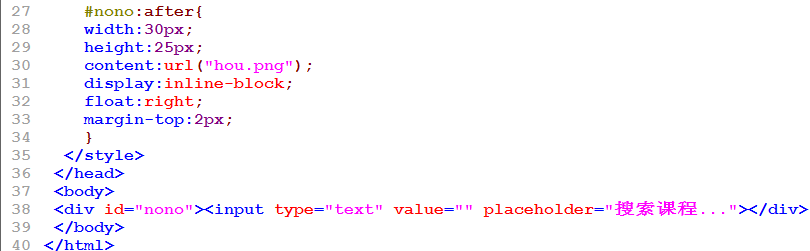 27 #nono:after{
28 width:30px;
29 height:25px;
30 content:url("hou.png");
31 display:inline-block;
32 float:right;
33 margin-top:2px;
34 }
35 </style>
36 </head>
37 <body>
38 <div id="nono"><input type="text" value="" placeholder="搜索课程..."></div>
39 </body>
40 </html>